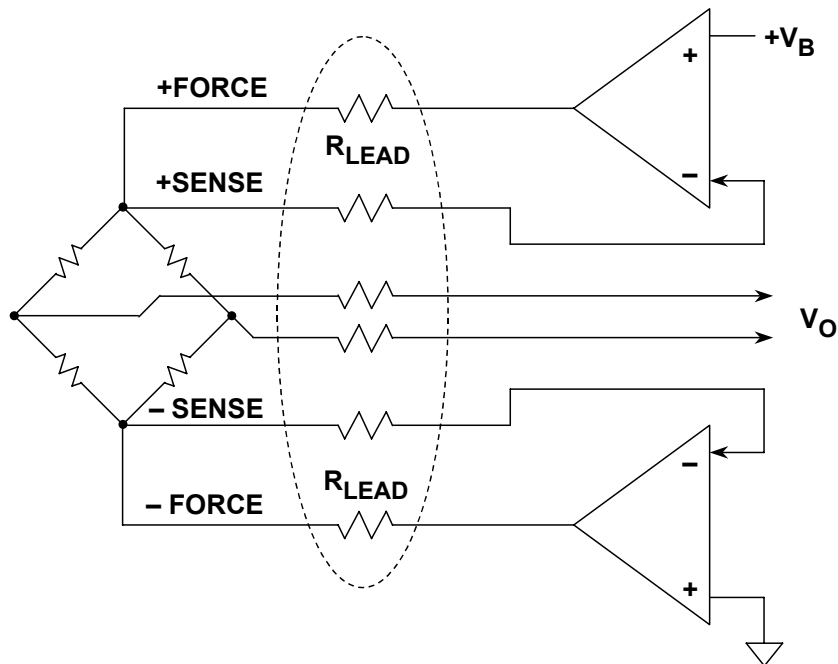 +FORCE
+V_B
+
R_LEAD
+SENSE
–
V_O
– SENSE
–
R_LEAD
– FORCE
+